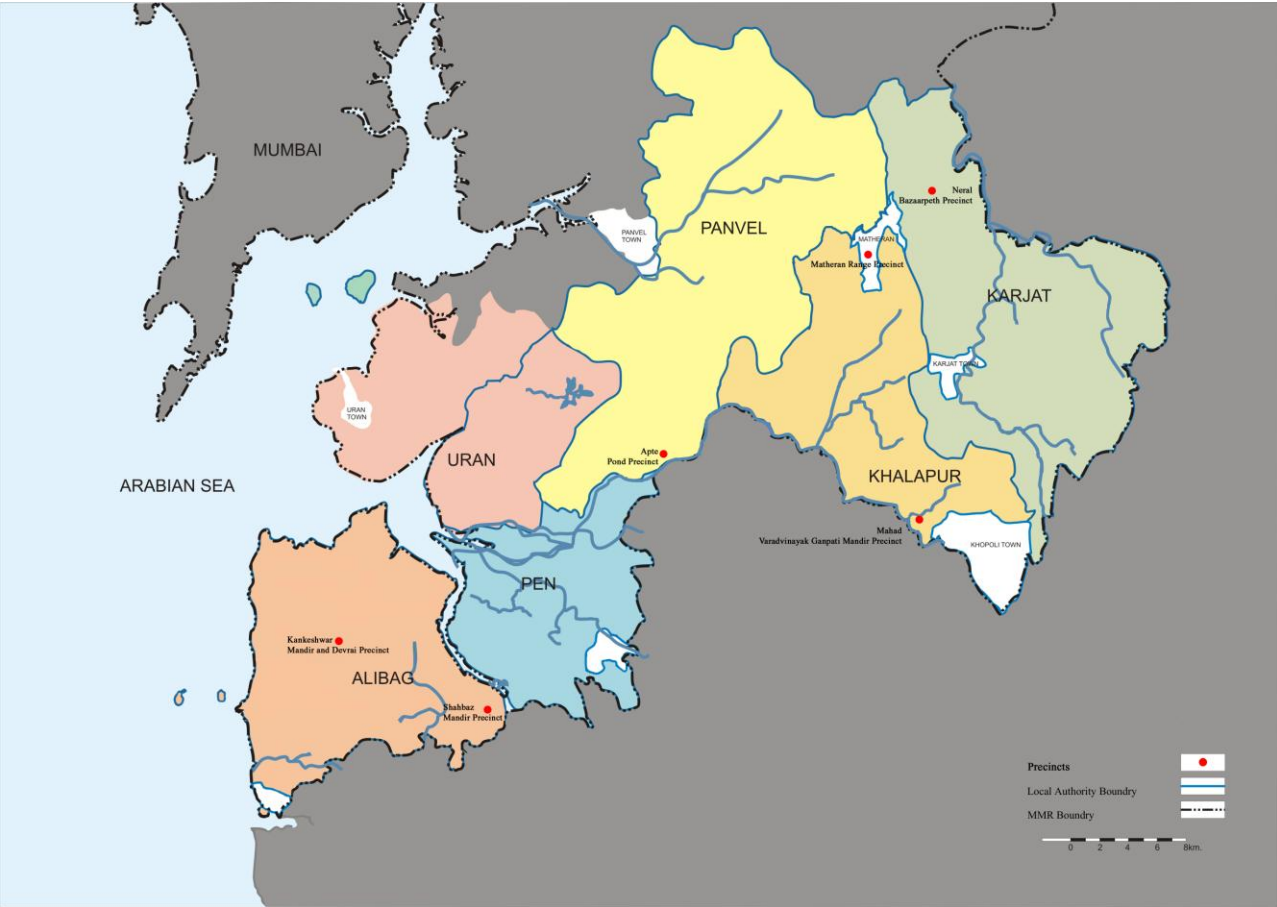 MUMBAI
Neral
Bazaarpeth Precinct
PANVEL
TOWN
PANVEL
MATHERAN
Matheran Range Precinct
KARJAT
KARJAT TOWN
URAN
TOWN
Apte
Pond Precinct
URAN
KHALAPUR
ARABIAN SEA
Mahad
Varadvinayak Ganpati Mandir Precinct
KHOPOLI TOWN
PEN
Kankeshwar
Mandir and Devrai Precinct
ALIBAG
Shahbaz
Mandir Precinct
Precincts
Local Authority Boundry
MMR Boundry
0 2 4 6 8km.